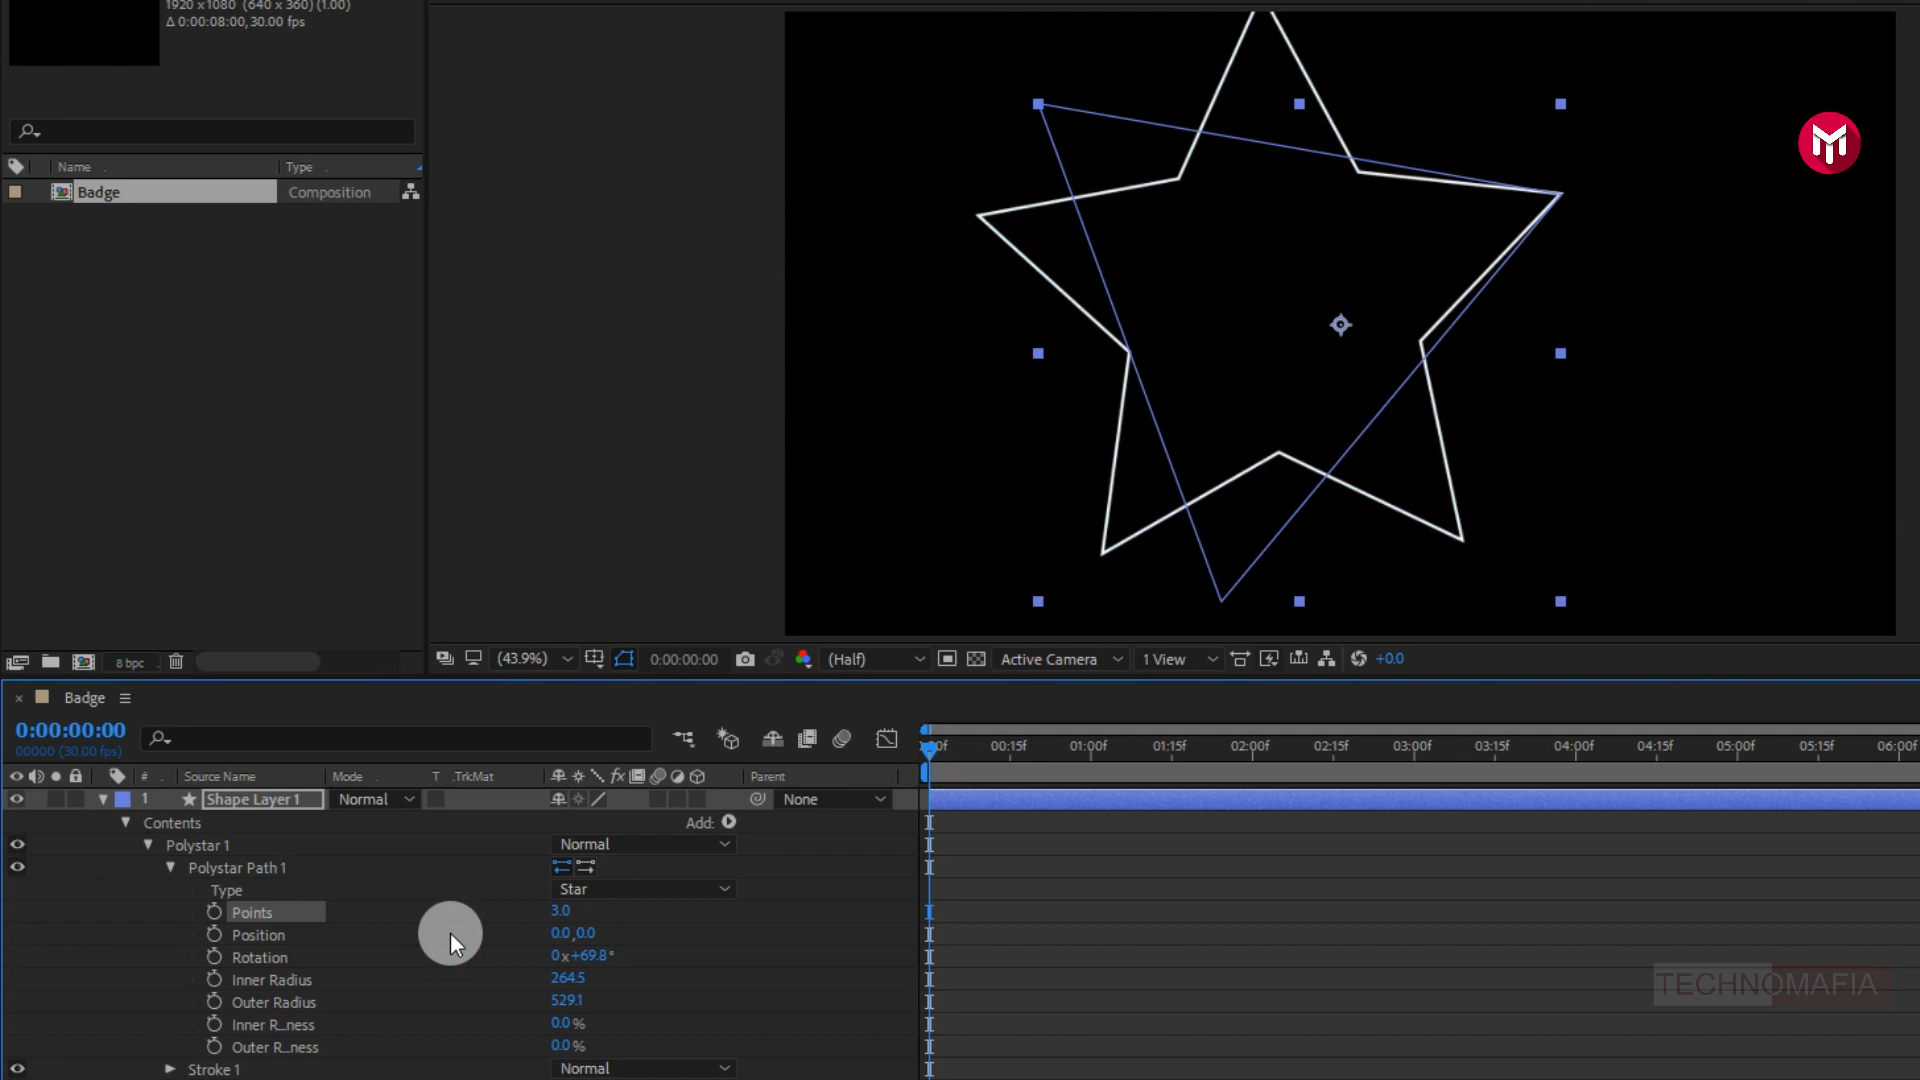 1920 x1080 (640 x 360) (1.00)
Δ 0:00:08:00, 30.00 fps
Name
Type
Badge
Composition
8 bpc
(43.9%)
0:00:00:00
(Half)
Active Camera
1 View
+0.0
Badge
0:00:00:00
00000 (30.00 fps)
00:15f 01:00f 01:15f 02:00f 02:15f 03:00f 03:15f 04:00f 04:15f 05:00f 05:15f 06:00f
# Source Name Mode T .TrkMat fx Parent
1 Shape Layer 1 Normal None
Contents Add:
Polystar 1 Normal
Polystar Path 1
Type Star
Points 3.0
Position 0.0,0.0
Rotation 0x+69.8°
Inner Radius 264.5
Outer Radius 529.1
Inner R...ness 0.0 %
Outer R...ness 0.0 %
Stroke 1 Normal
TECHNOMAFIA